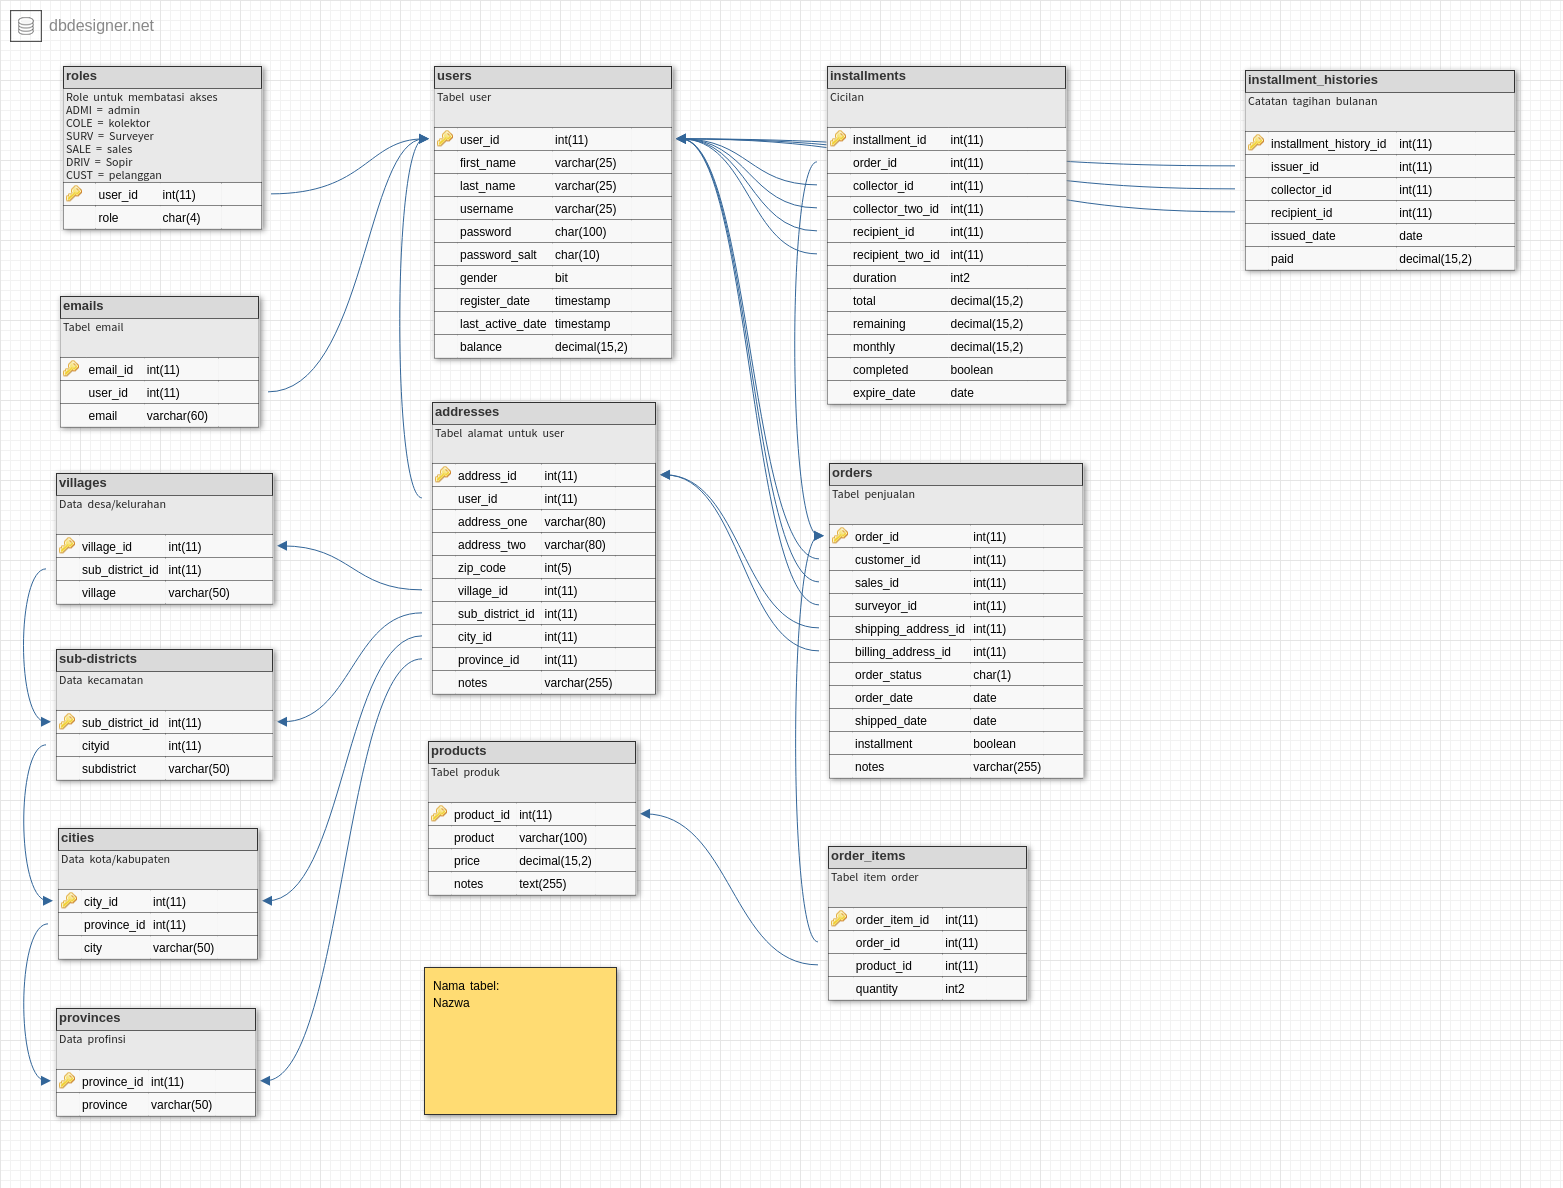 dbdesigner.net
roles
Role untuk membatasi akses
ADMI = admin
COLE = kolektor
SURV = Surveyer
SALE = sales
DRIV = Sopir
CUST = pelanggan
user_id int(11)
role char(4)
emails
Tabel email
email_id int(11)
user_id int(11)
email varchar(60)
villages
Data desa/kelurahan
village_id int(11)
sub_district_id int(11)
village varchar(50)
sub-districts
Data kecamatan
sub_district_id int(11)
cityid int(11)
subdistrict varchar(50)
cities
Data kota/kabupaten
city_id int(11)
province_id int(11)
city varchar(50)
provinces
Data profinsi
province_id int(11)
province varchar(50)
users
Tabel user
user_id int(11)
first_name varchar(25)
last_name varchar(25)
username varchar(25)
password char(100)
password_salt char(10)
gender bit
register_date timestamp
last_active_date timestamp
balance decimal(15,2)
addresses
Tabel alamat untuk user
address_id int(11)
user_id int(11)
address_one varchar(80)
address_two varchar(80)
zip_code int(5)
village_id int(11)
sub_district_id int(11)
city_id int(11)
province_id int(11)
notes varchar(255)
products
Tabel produk
product_id int(11)
product varchar(100)
price decimal(15,2)
notes text(255)
Nama tabel:
Nazwa
installments
Cicilan
installment_id int(11)
order_id int(11)
collector_id int(11)
collector_two_id int(11)
recipient_id int(11)
recipient_two_id int(11)
duration int2
total decimal(15,2)
remaining decimal(15,2)
monthly decimal(15,2)
completed boolean
expire_date date
orders
Tabel penjualan
order_id int(11)
customer_id int(11)
sales_id int(11)
surveyor_id int(11)
shipping_address_id int(11)
billing_address_id int(11)
order_status char(1)
order_date date
shipped_date date
installment boolean
notes varchar(255)
order_items
Tabel item order
order_item_id int(11)
order_id int(11)
product_id int(11)
quantity int2
installment_histories
Catatan tagihan bulanan
installment_history_id int(11)
issuer_id int(11)
collector_id int(11)
recipient_id int(11)
issued_date date
paid decimal(15,2)